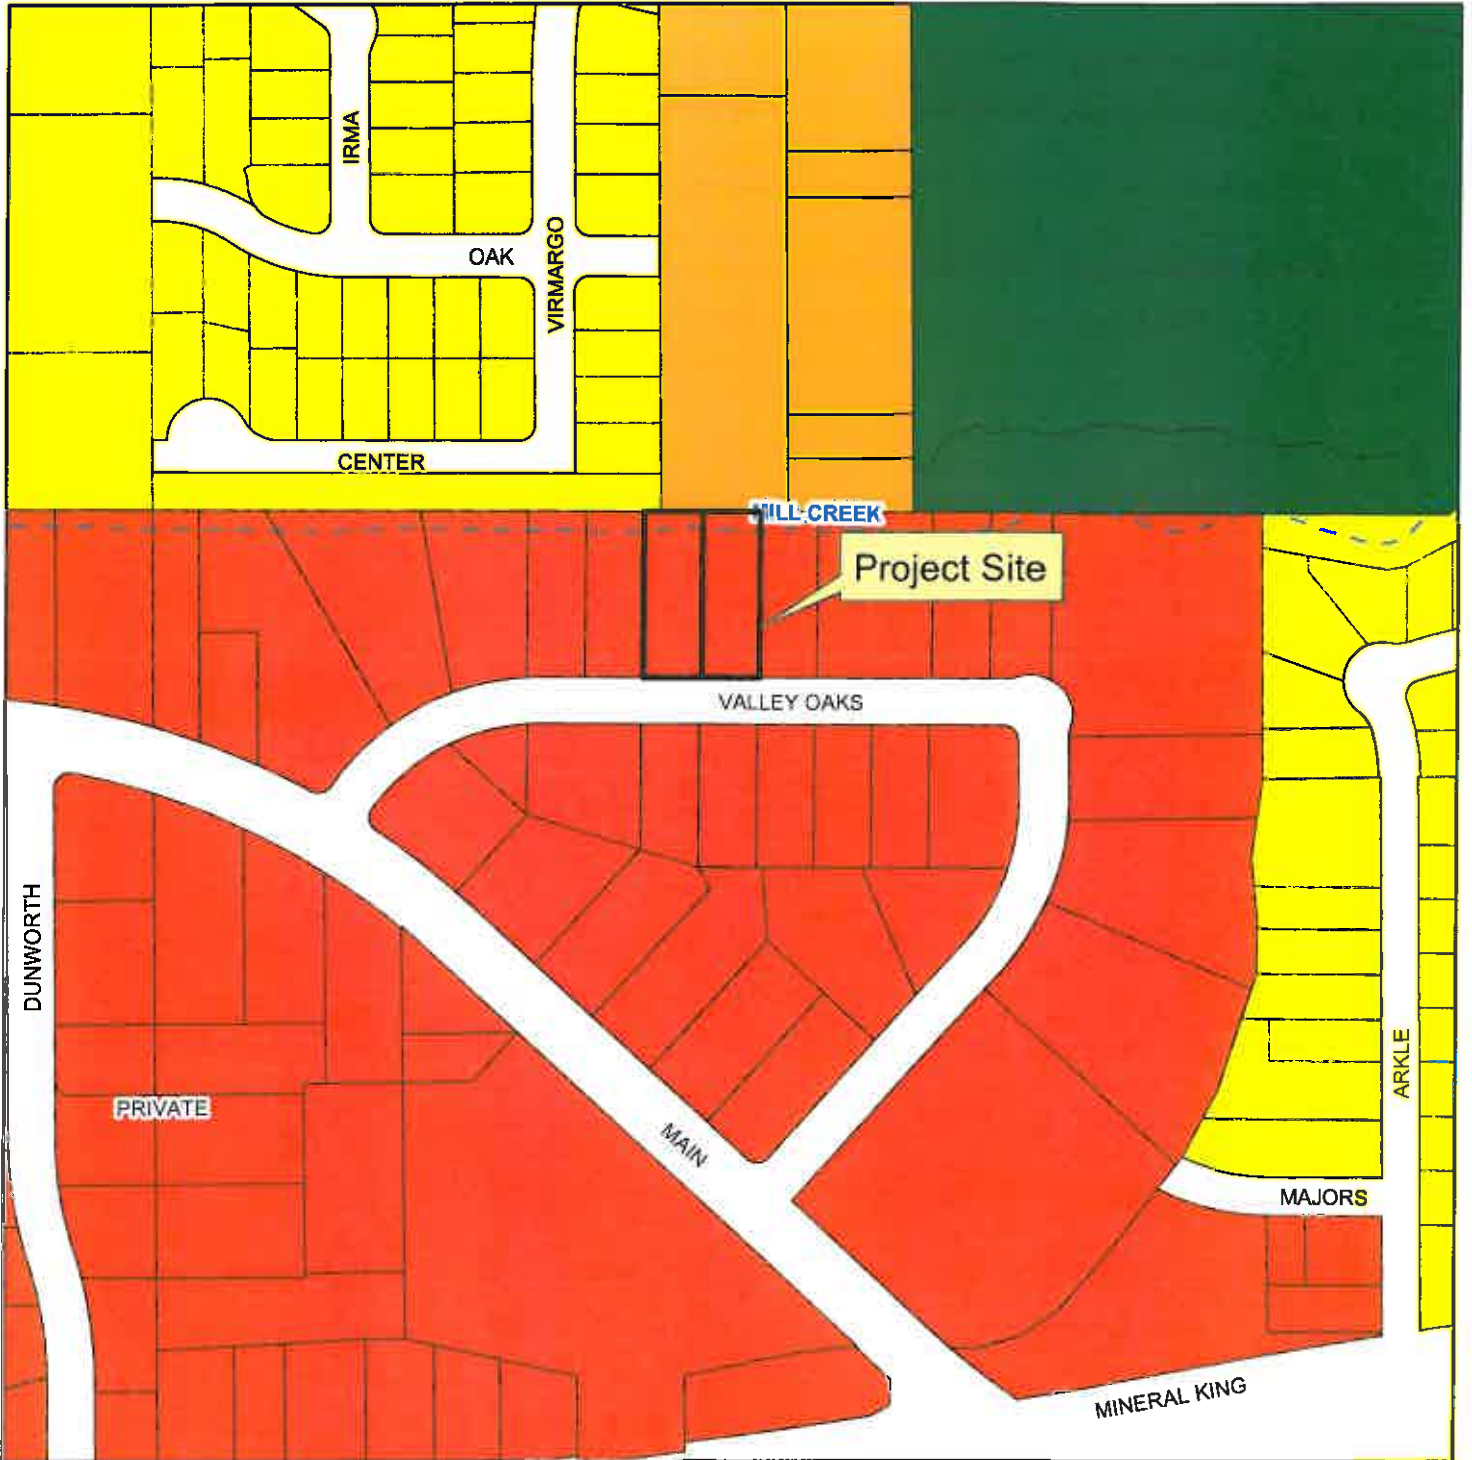 IRMA
OAK
VIRMARGO
CENTER
MILL CREEK
Project Site
VALLEY OAKS
DUNWORTH
ARKLE
PRIVATE
MAIN
MAJORS
MINERAL KING